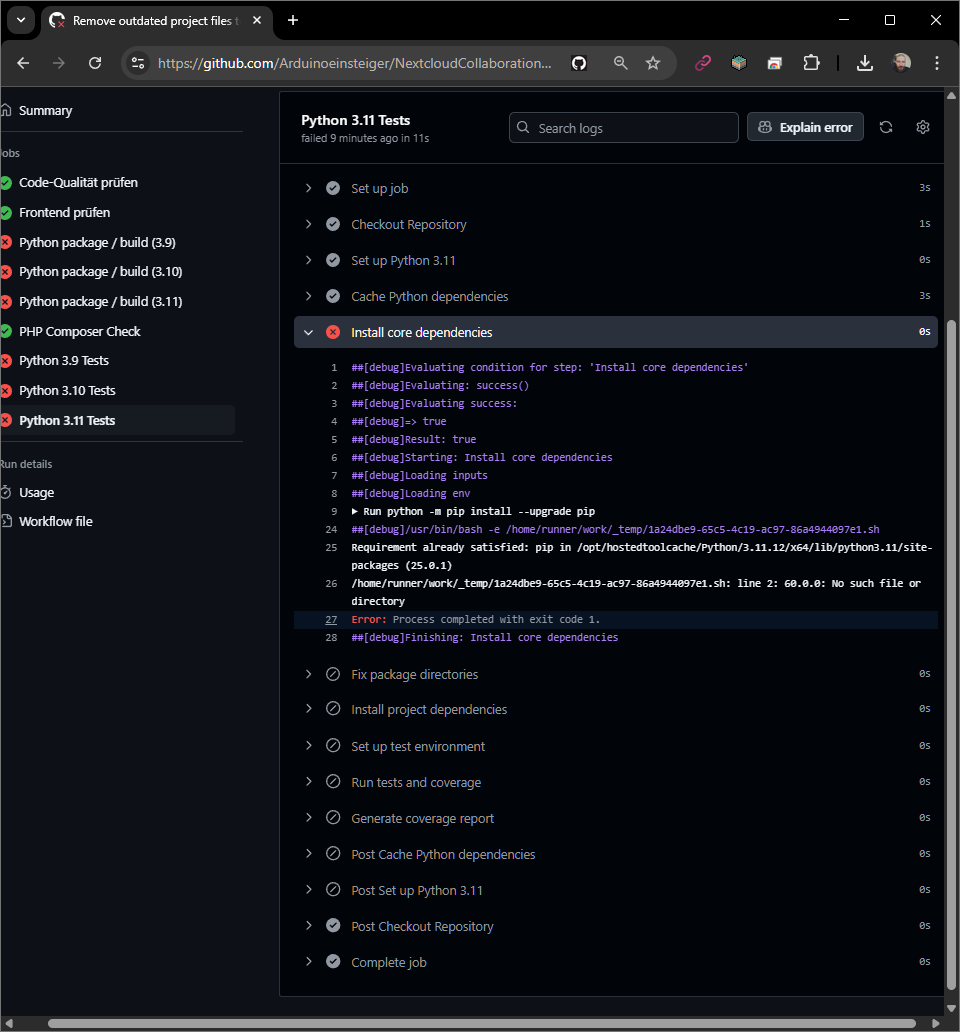 Remove outdated project files t
https://github.com/Arduinoeinsteiger/NextcloudCollaboration...
Summary
Jobs
Code-Qualität prüfen
Frontend prüfen
Python package / build (3.9)
Python package / build (3.10)
Python package / build (3.11)
PHP Composer Check
Python 3.9 Tests
Python 3.10 Tests
Python 3.11 Tests
Run details
Usage
Workflow file
Python 3.11 Tests
failed 9 minutes ago in 11s
Search logs
Explain error
Set up job 3s
Checkout Repository 1s
Set up Python 3.11 0s
Cache Python dependencies 3s
Install core dependencies 0s
1 ##[debug]Evaluating condition for step: 'Install core dependencies'
2 ##[debug]Evaluating: success()
3 ##[debug]Evaluating success:
4 ##[debug]=> true
5 ##[debug]Result: true
6 ##[debug]Starting: Install core dependencies
7 ##[debug]Loading inputs
8 ##[debug]Loading env
9 ▶ Run python -m pip install --upgrade pip
24 ##[debug]/usr/bin/bash -e /home/runner/work/_temp/1a24dbe9-65c5-4c19-ac97-86a4944097e1.sh
25 Requirement already satisfied: pip in /opt/hostedtoolcache/Python/3.11.12/x64/lib/python3.11/site-
packages (25.0.1)
26 /home/runner/work/_temp/1a24dbe9-65c5-4c19-ac97-86a4944097e1.sh: line 2: 60.0.0: No such file or
directory
27 Error: Process completed with exit code 1.
28 ##[debug]Finishing: Install core dependencies
Fix package directories 0s
Install project dependencies 0s
Set up test environment 0s
Run tests and coverage 0s
Generate coverage report 0s
Post Cache Python dependencies 0s
Post Set up Python 3.11 0s
Post Checkout Repository 0s
Complete job 0s